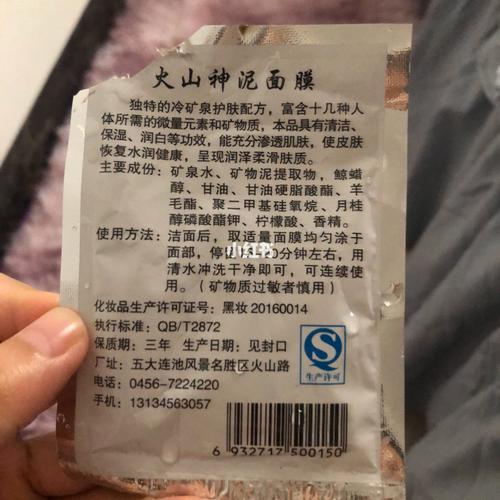 火山神泥面膜
独特的冷矿泉护肤配方，富含十几种人
体所需的微量元素和矿物质，本品具有清洁、
保湿、润白等功效，能充分渗透肌肤，使皮肤
恢复水润健康，呈现润泽柔滑肤质。
主要成份：矿泉水、矿物泥提取物，鲸蜡
醇、甘油、甘油硬脂酸酯、羊
毛酯、聚二甲基硅氧烷、月桂
醇磷酸酯钾、柠檬酸、香精。
使用方法：洁面后，取适量面膜均匀涂于
面部，停 0分钟左右，用
小红书
清水冲洗干净即可，可连续使
用。（矿物质过敏者慎用）
化妆品生产许可证号：黑妆 20160014
执行标准：QB/T2872
保质期：三年 生产日期：见封口
厂址：五大连池风景名胜区火山路
电话：0456-7224220
手机：13134563057
QS
生产许可
6 932717 500150